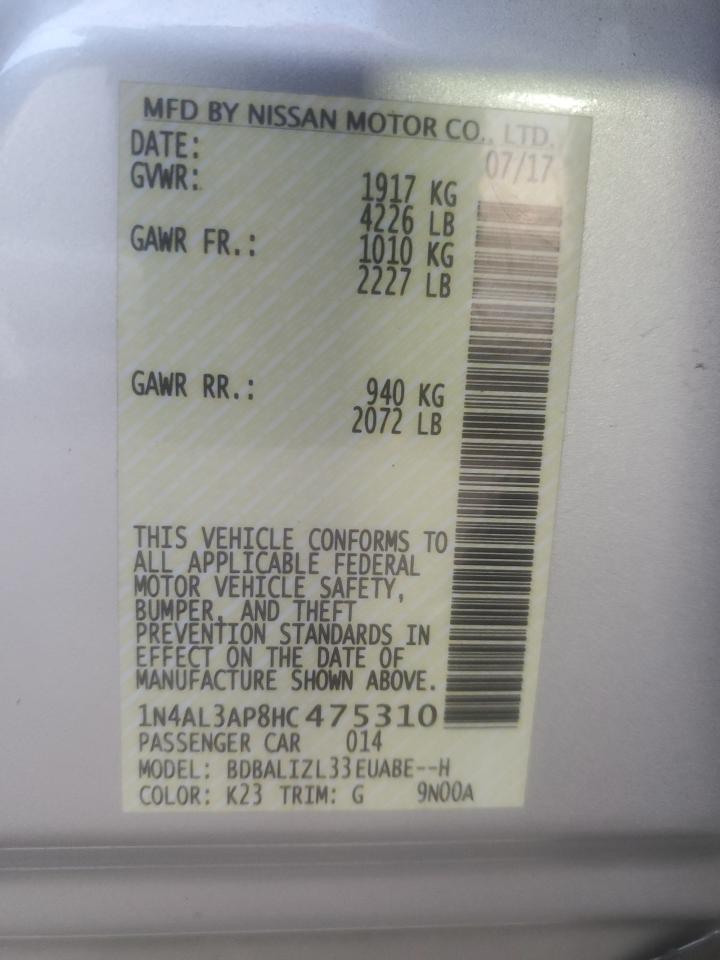 MFD BY NISSAN MOTOR CO., LTD.
DATE: 07/17
GVWR: 1917 KG
4226 LB
GAWR FR.: 1010 KG
2227 LB
GAWR RR.: 940 KG
2072 LB
THIS VEHICLE CONFORMS TO
ALL APPLICABLE FEDERAL
MOTOR VEHICLE SAFETY,
BUMPER, AND THEFT
PREVENTION STANDARDS IN
EFFECT ON THE DATE OF
MANUFACTURE SHOWN ABOVE.
1N4AL3AP8HC475310
PASSENGER CAR 014
MODEL: BDBALIZL33EUABE--H
COLOR: K23 TRIM: G 9N00A